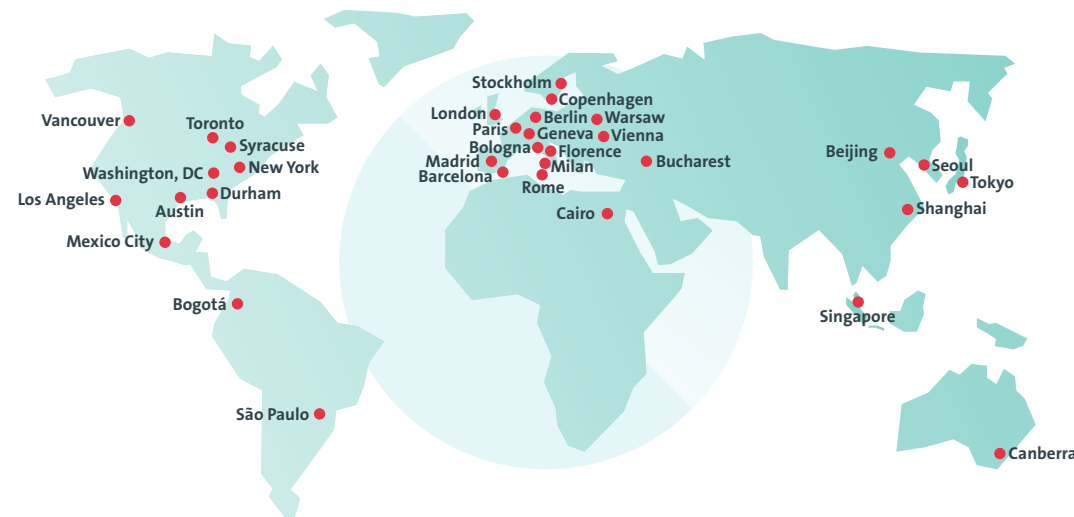 Stockholm
Copenhagen
London
Berlin
Warsaw
Paris
Geneva
Vienna
Bologna
Florence
Madrid
Milan
Bucharest
Barcelona
Rome
Cairo
Vancouver
Toronto
Syracuse
New York
Washington, DC
Durham
Los Angeles
Austin
Mexico City
Bogotá
São Paulo
Beijing
Seoul
Tokyo
Shanghai
Singapore
Canberra